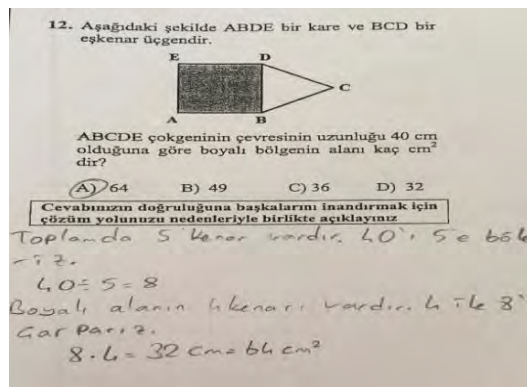 12. Aşağıdaki şekilde ABDE bir kare ve BCD bir
eşkenar üçgendir.
E D
C
A B
ABCDE çokgeninin çevresinin uzunluğu 40 cm
olduğuna göre boyalı bölgenin alanı kaç cm²
dir?
A) 64 B) 49 C) 36 D) 32
Cevabınızın doğruluğuna başkalarını inandırmak için
çözüm yolunuzu nedenleriyle birlikte açıklayınız
Toplamda 5 kenar vardır. 40'ı 5 e böl
-riz.
40÷5=8
Boyalı alanın 4 kenarı vardır. 4 ile 8'
Çarparız.
8.4=32 cm=64 cm²